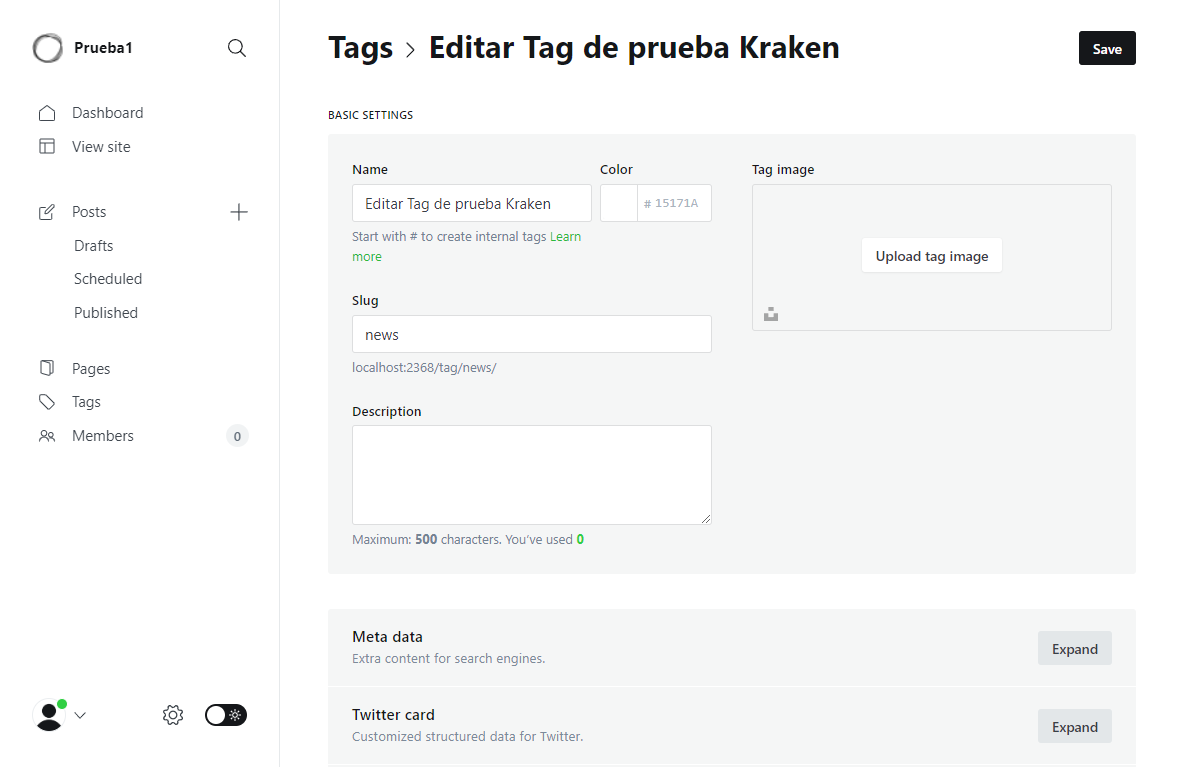 Prueba1
Dashboard
View site
Posts
Drafts
Scheduled
Published
Pages
Tags
Members
0
Tags
Editar Tag de prueba Kraken
Save
BASIC SETTINGS
Name
Editar Tag de prueba Kraken
Start with # to create internal tags Learn
more
Color
# 15171A
Slug
news
localhost:2368/tag/news/
Description
Maximum: 500 characters. You’ve used 0
Tag image
Upload tag image
Meta data
Extra content for search engines.
Expand
Twitter card
Customized structured data for Twitter.
Expand